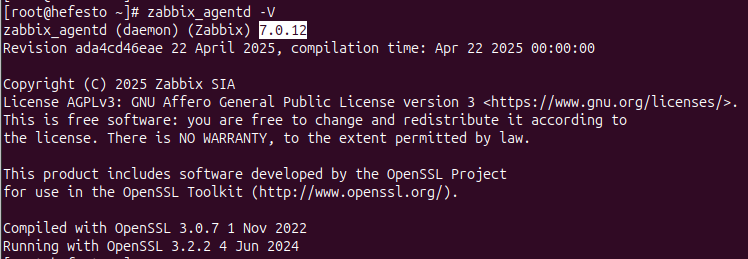 [root@hefesto ~]# zabbix_agentd -V
zabbix_agentd (daemon) (Zabbix) 7.0.12
Revision ada4cd46eae 22 April 2025, compilation time: Apr 22 2025 00:00:00
Copyright (C) 2025 Zabbix SIA
License AGPLv3: GNU Affero General Public License version 3 <https://www.gnu.org/licenses/>.
This is free software: you are free to change and redistribute it according to
the license. There is NO WARRANTY, to the extent permitted by law.
This product includes software developed by the OpenSSL Project
for use in the OpenSSL Toolkit (http://www.openssl.org/).
Compiled with OpenSSL 3.0.7 1 Nov 2022
Running with OpenSSL 3.2.2 4 Jun 2024